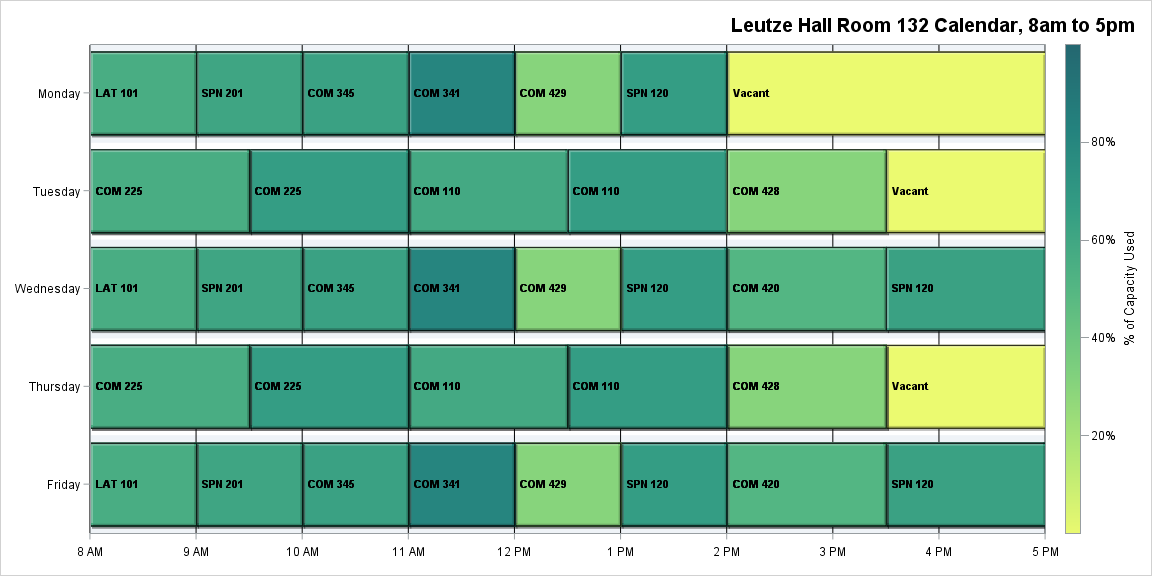 Leutze Hall Room 132 Calendar, 8am to 5pm
Monday
LAT 101
SPN 201
COM 345
COM 341
COM 429
SPN 120
Vacant
Tuesday
COM 225
COM 225
COM 110
COM 110
COM 428
Vacant
Wednesday
LAT 101
SPN 201
COM 345
COM 341
COM 429
SPN 120
COM 420
SPN 120
Thursday
COM 225
COM 225
COM 110
COM 110
COM 428
Vacant
Friday
LAT 101
SPN 201
COM 345
COM 341
COM 429
SPN 120
COM 420
SPN 120
8 AM
9 AM
10 AM
11 AM
12 PM
1 PM
2 PM
3 PM
4 PM
5 PM
80%
60%
40%
20%
% of Capacity Used